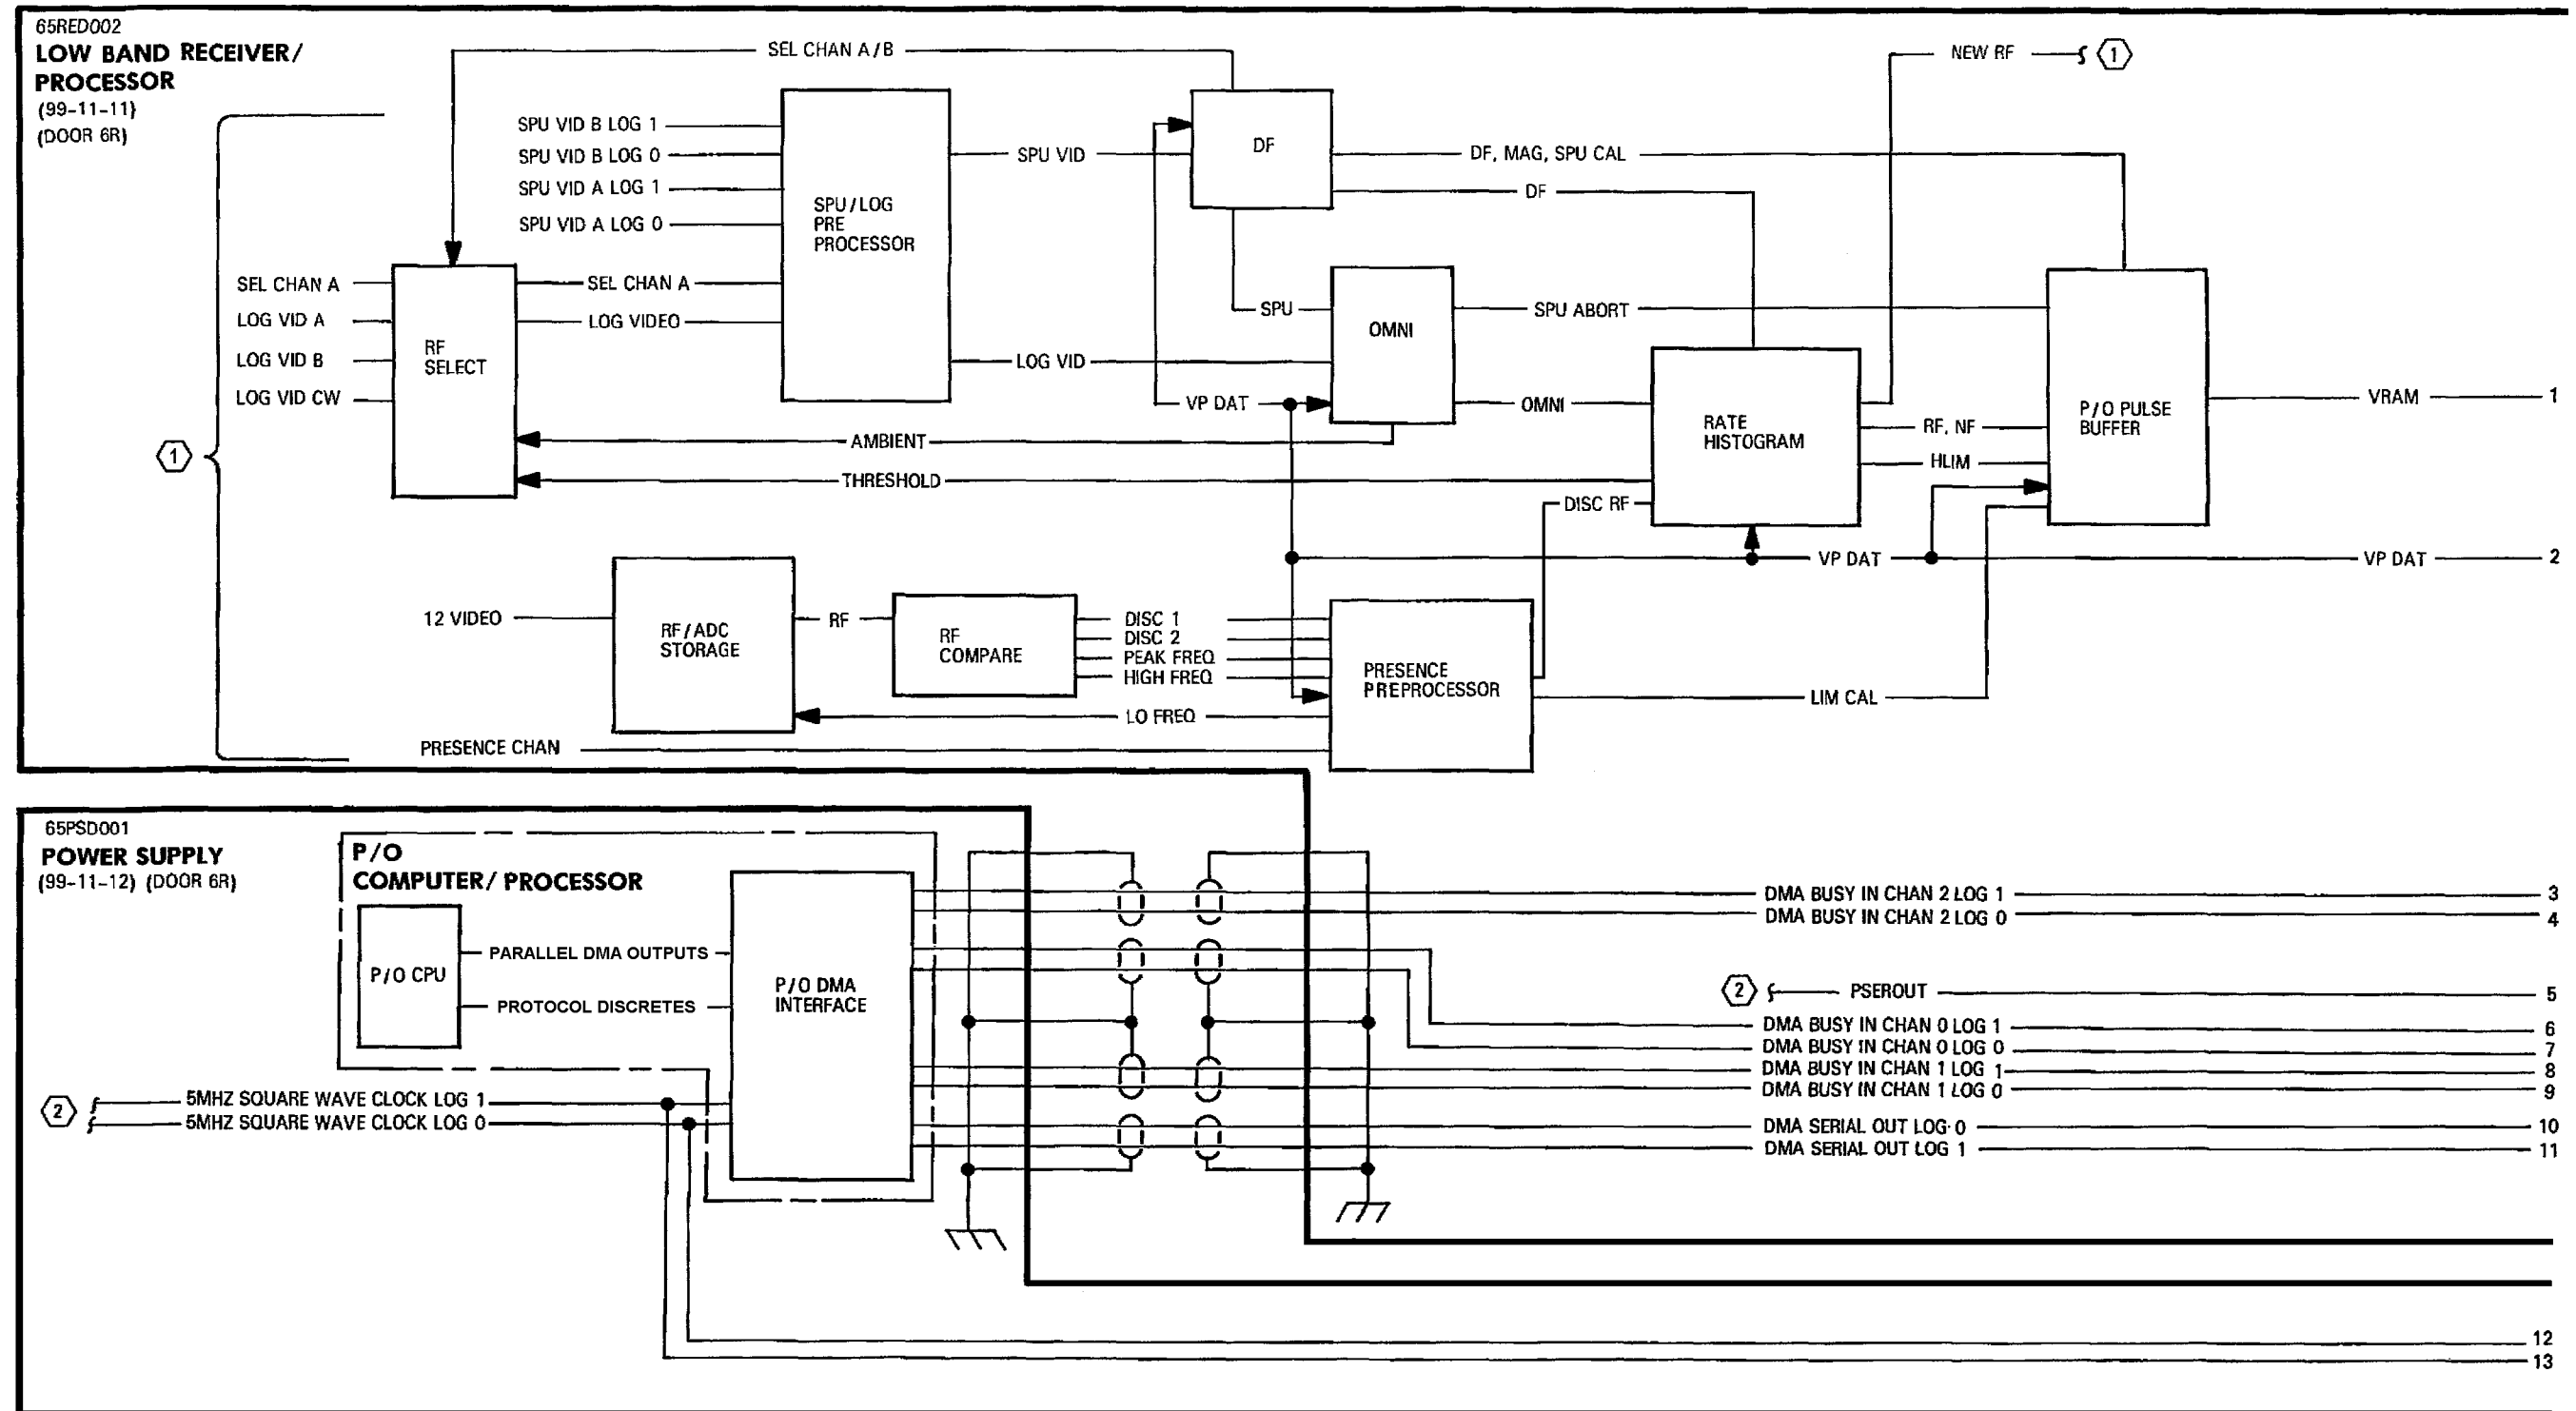 65RED002
LOW BAND RECEIVER/
PROCESSOR
(99-11-11)
(DOOR 6R)
SEL CHAN A/B
NEW RF
1
SPU VID B LOG 1
SPU VID B LOG 0
SPU VID A LOG 1
SPU VID A LOG 0
SPU/LOG
PRE
PROCESSOR
SPU VID
DF
DF, MAG, SPU CAL
DF
SEL CHAN A
LOG VID A
LOG VID B
LOG VID CW
RF
SELECT
SEL CHAN A
LOG VIDEO
SPU
OMNI
SPU ABORT
LOG VID
VP DAT
OMNI
RATE
HISTOGRAM
RF, NF
HLIM
P/O PULSE
BUFFER
VRAM
1
1
AMBIENT
THRESHOLD
DISC RF
VP DAT
VP DAT
2
12 VIDEO
RF/ADC
STORAGE
RF
RF
COMPARE
DISC 1
DISC 2
PEAK FREQ
HIGH FREQ
LO FREQ
PRESENCE
PREPROCESSOR
LIM CAL
PRESENCE CHAN
65PSD001
POWER SUPPLY
(99-11-12) (DOOR 6R)
P/O
COMPUTER/ PROCESSOR
P/O CPU
PARALLEL DMA OUTPUTS
PROTOCOL DISCRETES
P/O DMA
INTERFACE
2
5MHZ SQUARE WAVE CLOCK LOG 1
5MHZ SQUARE WAVE CLOCK LOG 0
DMA BUSY IN CHAN 2 LOG 1
3
DMA BUSY IN CHAN 2 LOG 0
4
2
PSEROUT
5
DMA BUSY IN CHAN 0 LOG 1
6
DMA BUSY IN CHAN 0 LOG 0
7
DMA BUSY IN CHAN 1 LOG 1
8
DMA BUSY IN CHAN 1 LOG 0
9
DMA SERIAL OUT LOG 0
10
DMA SERIAL OUT LOG 1
11
12
13